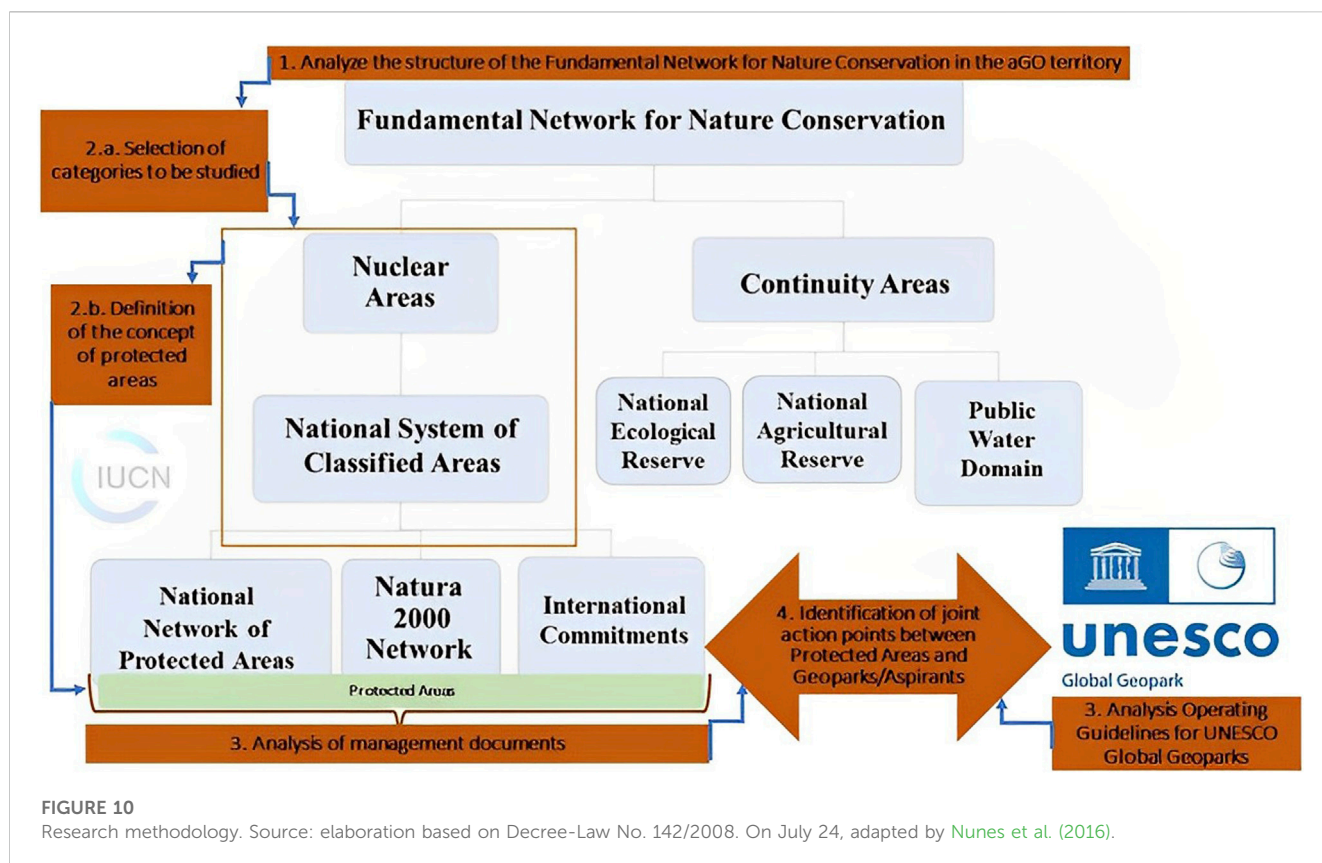 1. Analyze the structure of the Fundamental Network for Nature Conservation in the aGO territory
Fundamental Network for Nature Conservation
2.a. Selection of
categories to be studied
Nuclear
Areas
Continuity Areas
2.b. Definition
of the concept
of protected
areas
National System of
Classified Areas
National
Ecological
Reserve
National
Agricultural
Reserve
Public
Water
Domain
IUCN
National
Network of
Protected Areas
Natura
2000
Network
International
Commitments
Protected Areas
3. Analysis of management documents
4. Identification of joint
action points between
Protected Areas and
Geoparks/Aspirants
unesco
Global Geopark
3. Analysis Operating
Guidelines for UNESCO
Global Geoparks
FIGURE 10
Research methodology. Source: elaboration based on Decree-Law No. 142/2008. On July 24, adapted by Nunes et al. (2016).